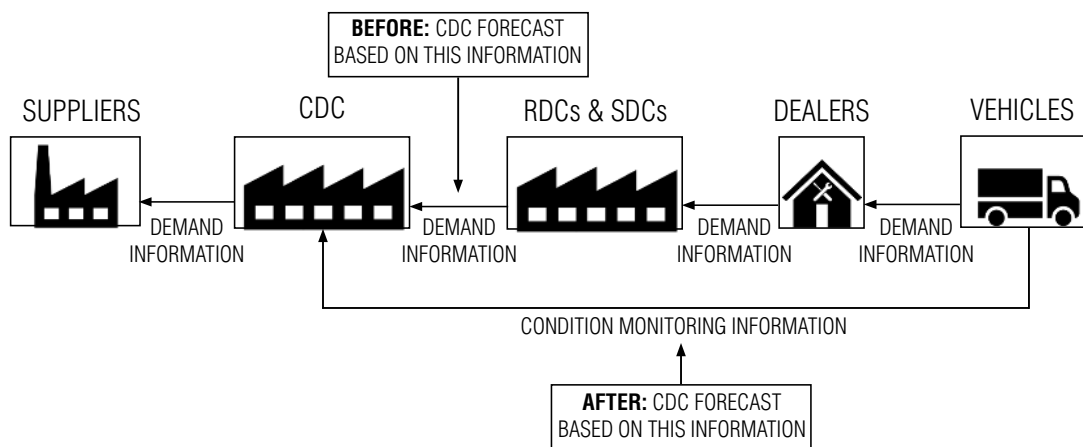 BEFORE: CDC FORECAST
BASED ON THIS INFORMATION
SUPPLIERS
CDC
RDCs & SDCs
DEALERS
VEHICLES
DEMAND
INFORMATION
DEMAND
INFORMATION
DEMAND
INFORMATION
DEMAND
INFORMATION
CONDITION MONITORING INFORMATION
AFTER: CDC FORECAST
BASED ON THIS INFORMATION